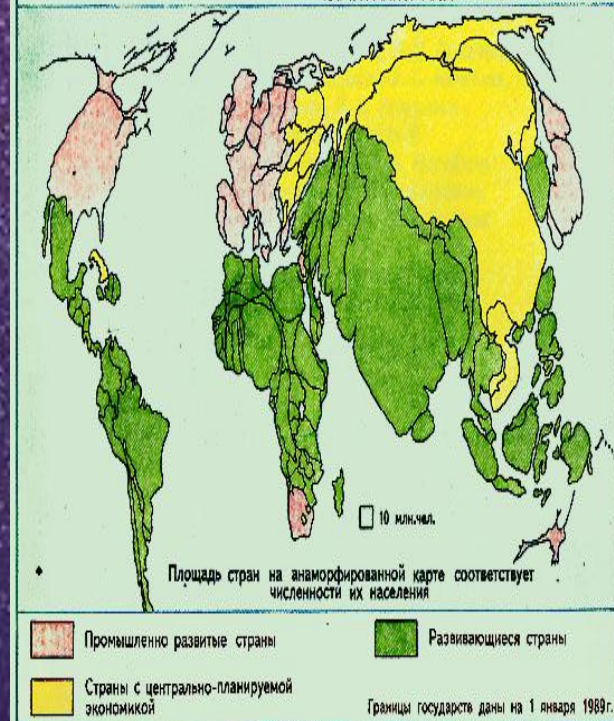 10 млн.чел.
Площадь стран на анаморфированной карте соответствует
численности их населения
Промышленно развитые страны
Развивающиеся страны
Страны с центрально-планируемой
экономикой
Границы государств даны на 1 января 1989г.